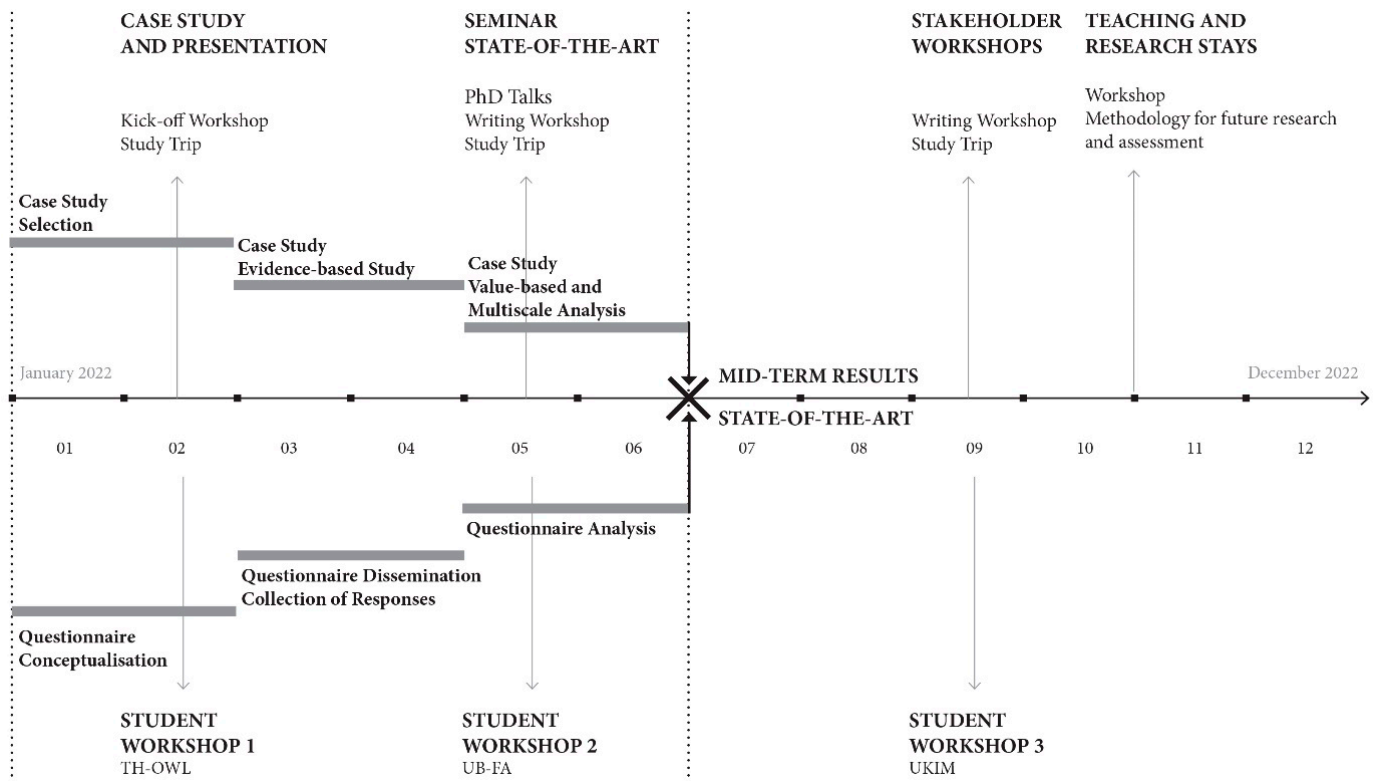 CASE STUDY
AND PRESENTATION
SEMINAR
STATE-OF-THE-ART
STAKEHOLDER
WORKSHOPS
TEACHING AND
RESEARCH STAYS
Kick-off Workshop
Study Trip
PhD Talks
Writing Workshop
Study Trip
Writing Workshop
Study Trip
Workshop
Methodology for future research
and assessment
Case Study
Selection
Case Study
Evidence-based Study
Case Study
Value-based and
Multiscale Analysis
January 2022
MID-TERM RESULTS
December 2022
STATE-OF-THE-ART
01
02
03
04
05
06
07
08
09
10
11
12
Questionnaire Analysis
Questionnaire Dissemination
Collection of Responses
Questionnaire
Conceptualisation
STUDENT
WORKSHOP 1
TH-OWL
STUDENT
WORKSHOP 2
UB-FA
STUDENT
WORKSHOP 3
UKIM